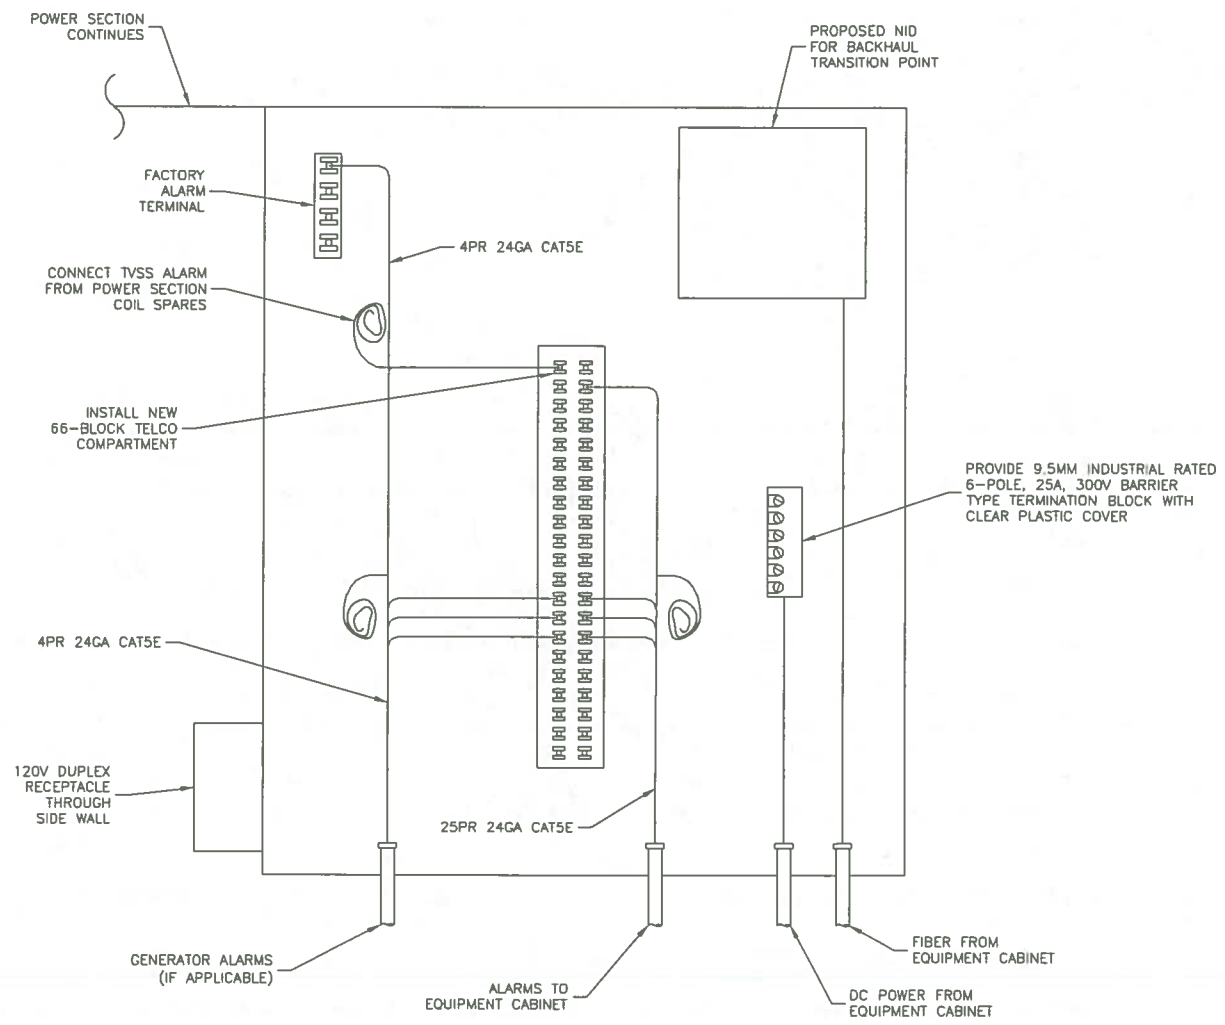 POWER SECTION
CONTINUES
PROPOSED NID
FOR BACKHAUL
TRANSITION POINT
FACTORY
ALARM
TERMINAL
4PR 24GA CAT5E
CONNECT TVSS ALARM
FROM POWER SECTION
COIL SPARES
INSTALL NEW
66-BLOCK TELCO
COMPARTMENT
PROVIDE 9.5MM INDUSTRIAL RATED
6-POLE, 25A, 300V BARRIER
TYPE TERMINATION BLOCK WITH
CLEAR PLASTIC COVER
4PR 24GA CAT5E
120V DUPLEX
RECEPTACLE
THROUGH
SIDE WALL
25PR 24GA CAT5E
GENERATOR ALARMS
(IF APPLICABLE)
ALARMS TO
EQUIPMENT CABINET
FIBER FROM
EQUIPMENT CABINET
DC POWER FROM
EQUIPMENT CABINET